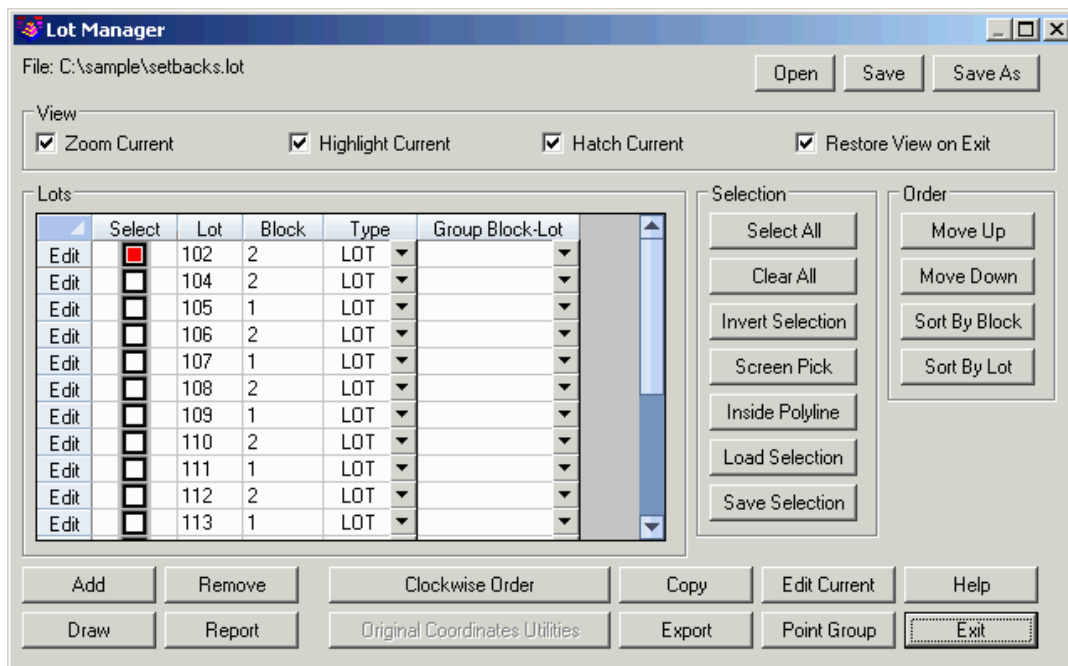 Lot Manager
File: C:\sample\setbacks.lot
Open Save Save As
View
Zoom Current Highlight Current Hatch Current Restore View on Exit
Lots
Select Lot Block Type Group Block-Lot
Edit 102 2 LOT
Edit 104 2 LOT
Edit 105 1 LOT
Edit 106 2 LOT
Edit 107 1 LOT
Edit 108 2 LOT
Edit 109 1 LOT
Edit 110 2 LOT
Edit 111 1 LOT
Edit 112 2 LOT
Edit 113 1 LOT
Selection
Select All
Clear All
Invert Selection
Screen Pick
Inside Polyline
Load Selection
Save Selection
Order
Move Up
Move Down
Sort By Block
Sort By Lot
Add Remove Clockwise Order Copy Edit Current Help
Draw Report Original Coordinates Utilities Export Point Group Exit